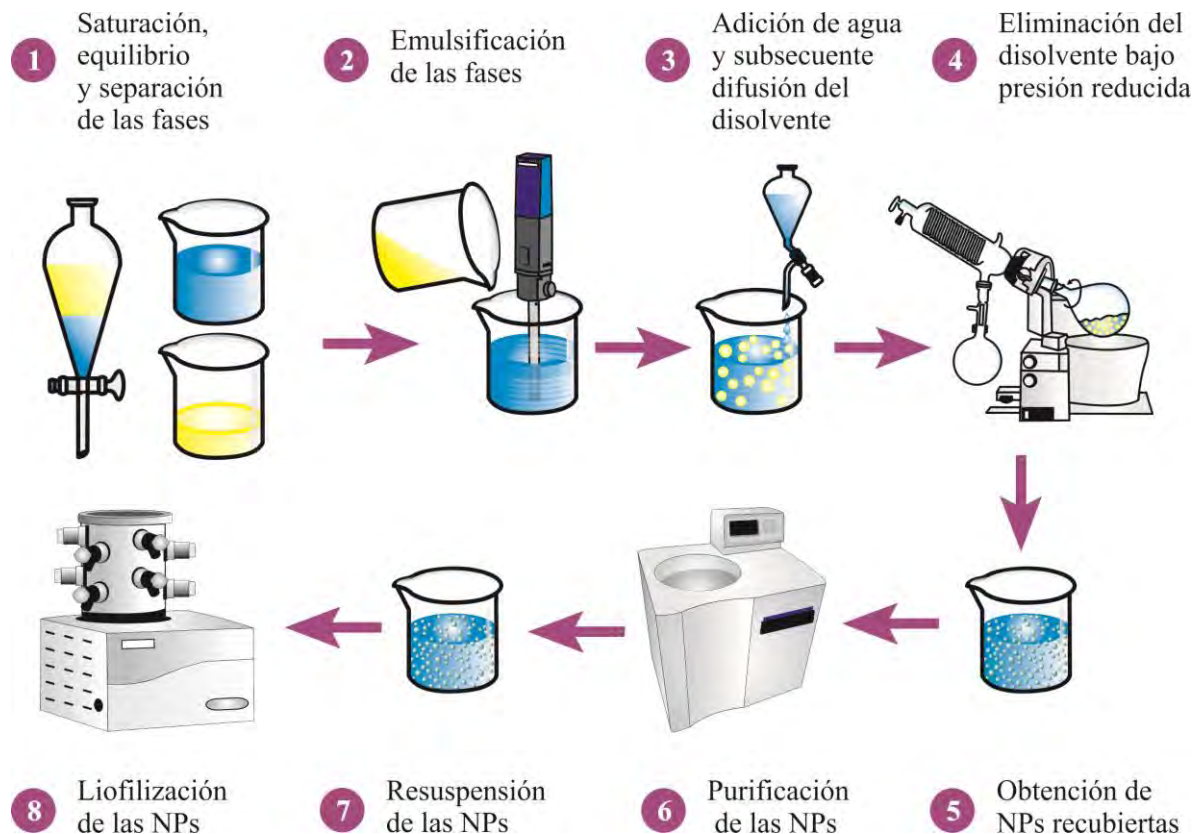 1
Saturación,
equilibrio
y separación
de las fases
2
Emulsificación
de las fases
3
Adición de agua
y subsecuente
difusión del
disolvente
4
Eliminación del
disolvente bajo
presión reducida
5
Obtención de
NPs recubiertas
6
Purificación
de las NPs
7
Resuspensión
de las NPs
8
Liofilización
de las NPs